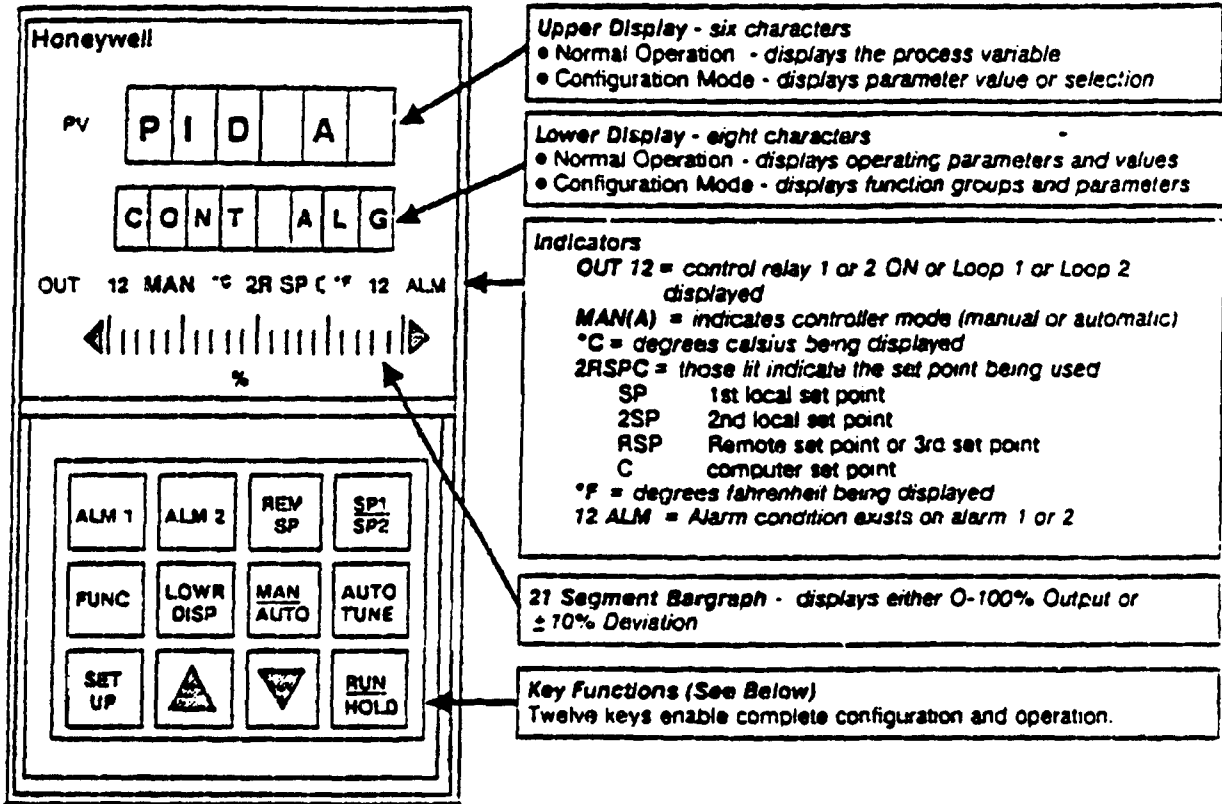 Honeywell
PV
P I D A
C O N T A L G
OUT 12 MAN °C 2R SP C °F 12 ALM
%
ALM 1 ALM 2 REM SP SP1 SP2
FUNC LOWR DISP MAN AUTO AUTO TUNE
SET UP RUN HOLD
Upper Display - six characters
● Normal Operation - displays the process variable
● Configuration Mode - displays parameter value or selection
Lower Display - eight characters
● Normal Operation - displays operating parameters and values
● Configuration Mode - displays function groups and parameters
Indicators
OUT 12 = control relay 1 or 2 ON or Loop 1 or Loop 2
displayed
MAN(A) = indicates controller mode (manual or automatic)
°C = degrees calsius being displayed
2RSPC = those lit indicate the set point being used
SP 1st local set point
2SP 2nd local set point
RSP Remote set point or 3rd set point
C computer set point
°F = degrees fahrenheit being displayed
12 ALM = Alarm condition exists on alarm 1 or 2
21 Segment Bargraph - displays either 0-100% Output or
±10% Deviation
Key Functions (See Below)
Twelve keys enable complete configuration and operation.